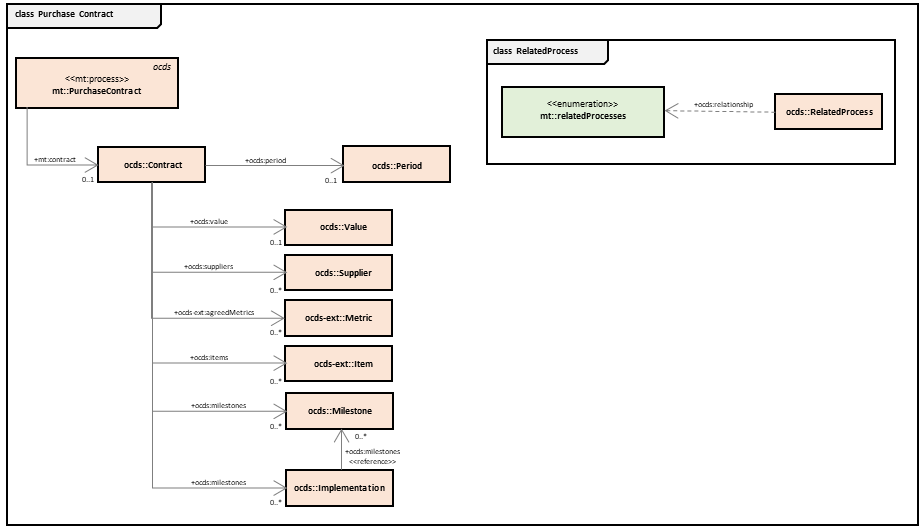 class Purchase Contract
ocds
<<mt:process>>
mt::PurchaseContract
class RelatedProcess
<<enumeration>>
mt::relatedProcesses
+ocds:relationship
ocds::RelatedProcess
+mt:contract
0..1
ocds::Contract
+ocds:period
0..1
ocds::Period
+ocds:value
0..1
ocds::Value
+ocds:suppliers
0..*
ocds::Supplier
+ocds-ext:agreedMetrics
0..*
ocds-ext::Metric
+ocds:items
0..*
ocds-ext::Item
+ocds:milestones
0..*
ocds::Milestone
0..*
+ocds:milestones
<<reference>>
+ocds:milestones
0..*
ocds::Implementation